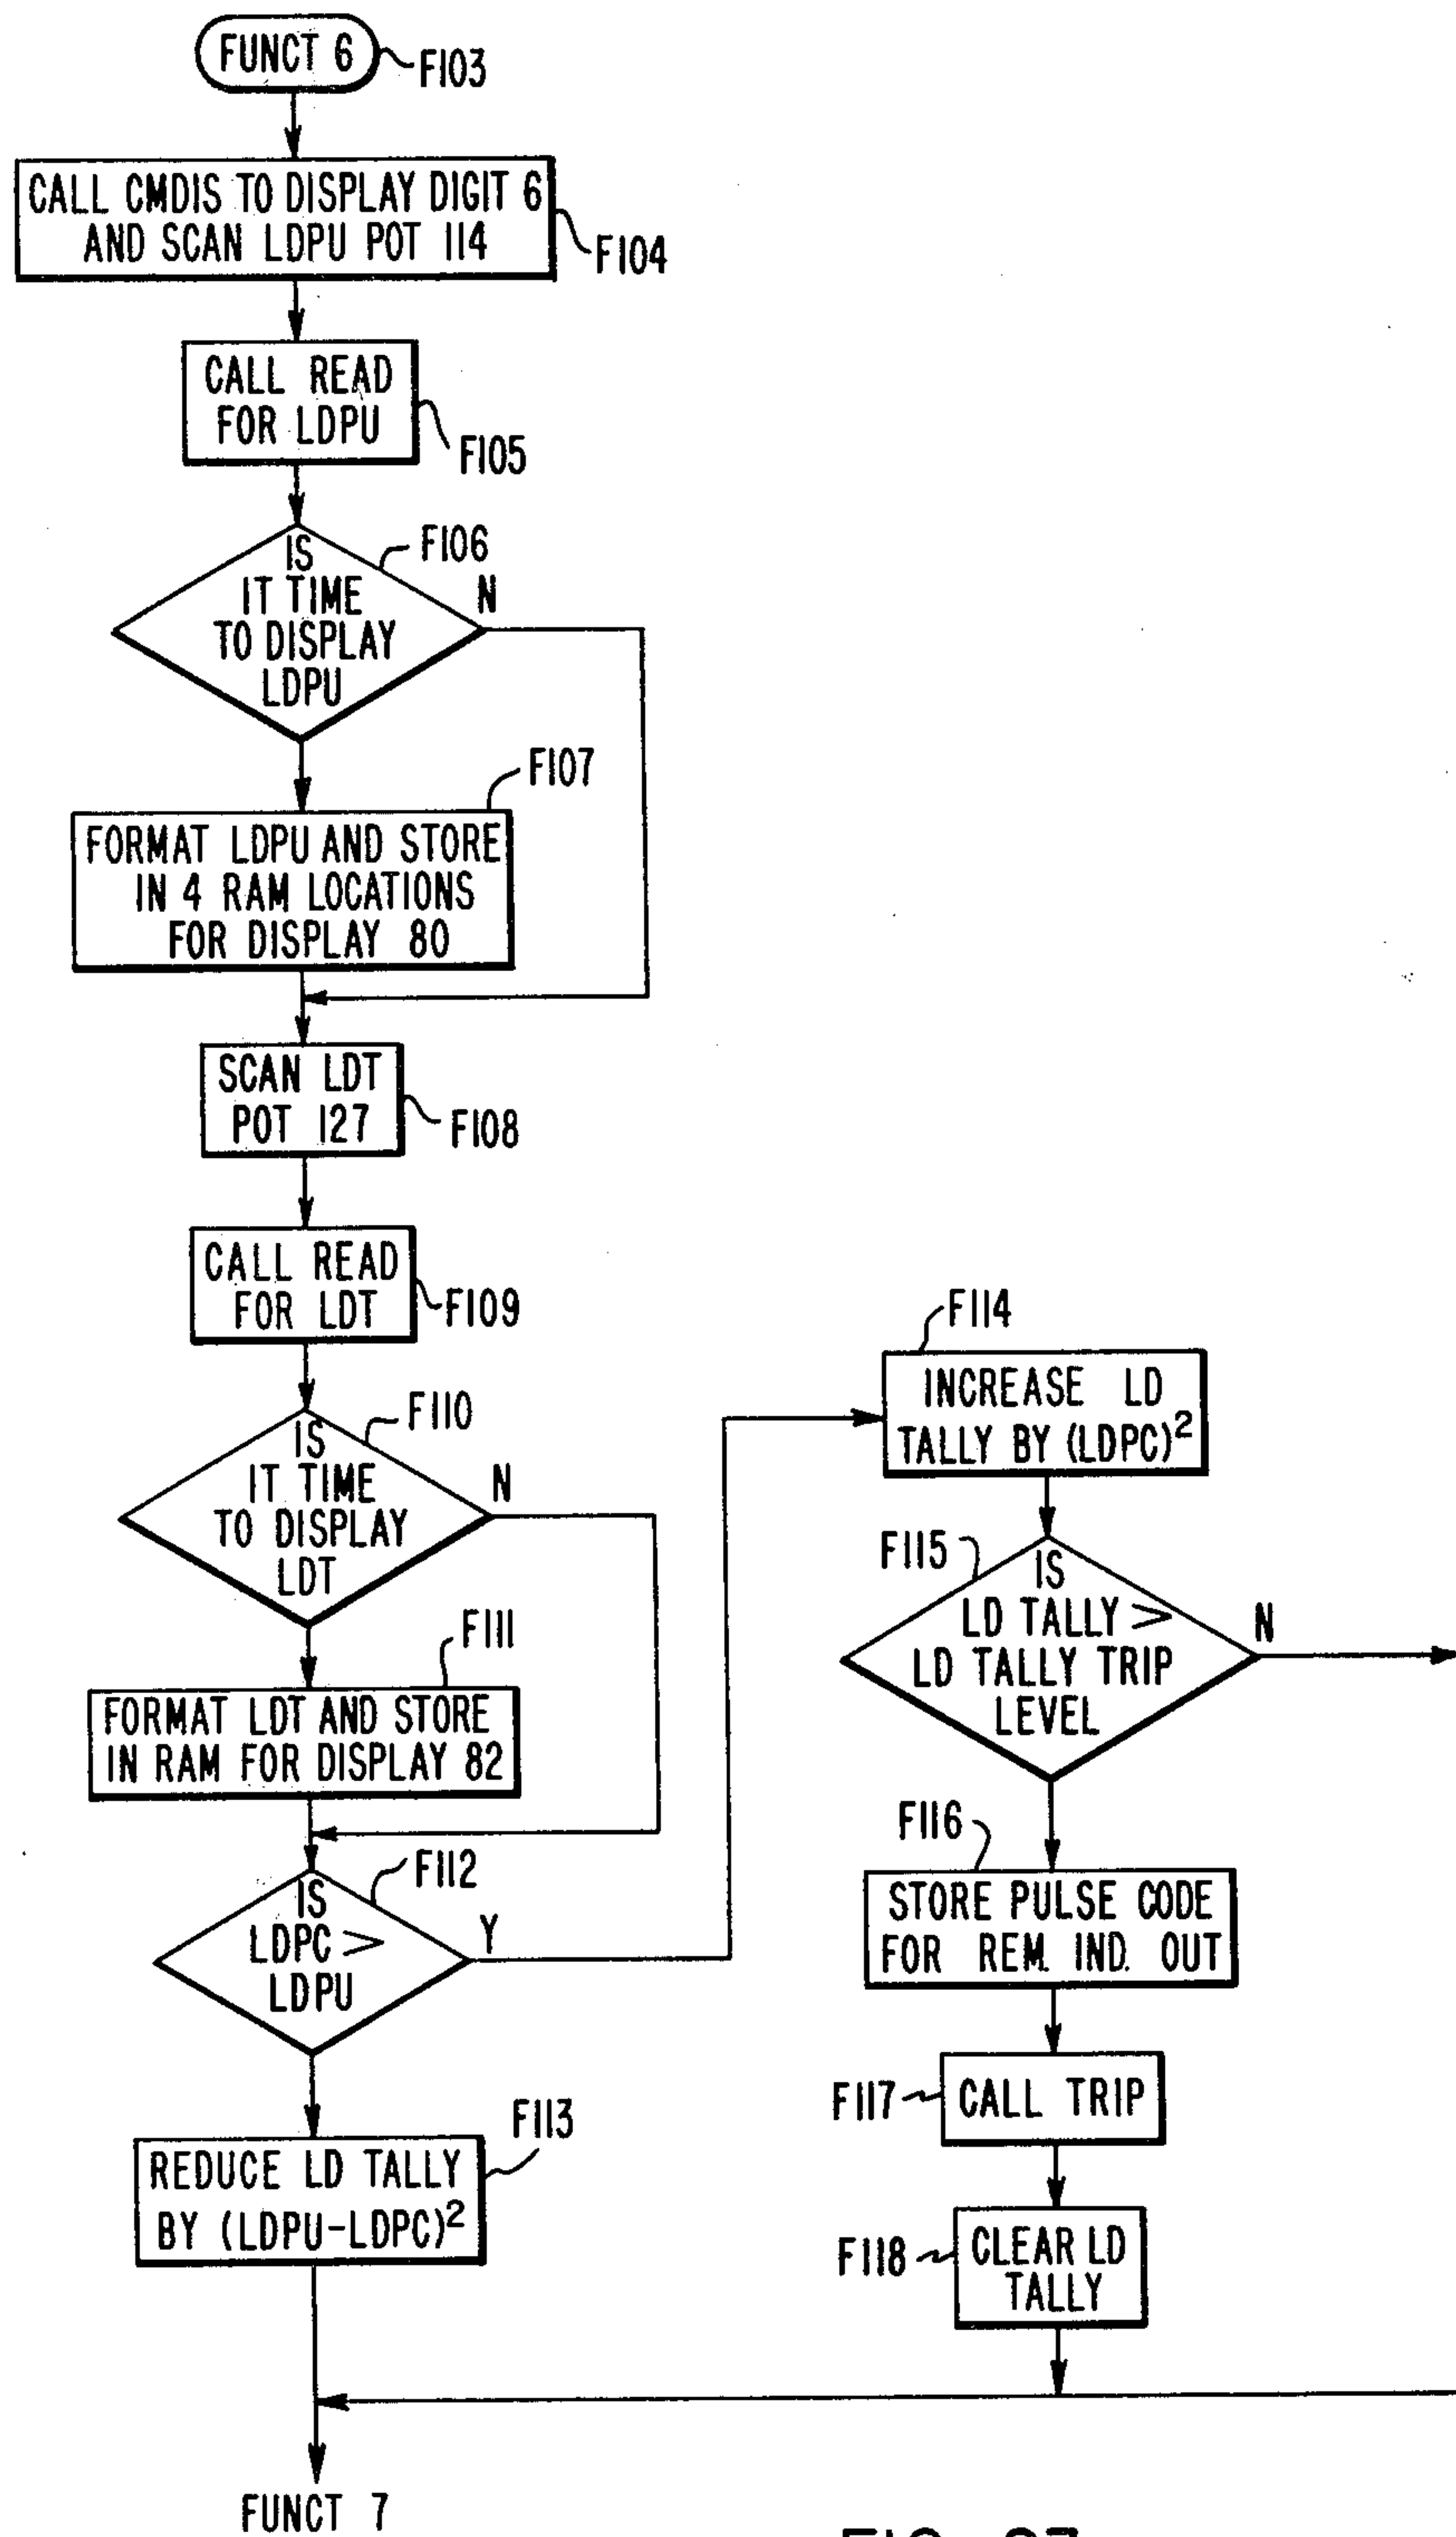 FUNCT 6
F103
CALL CMDIS TO DISPLAY DIGIT 6
AND SCAN LDPU POT 114
F104
CALL READ
FOR LDPU
F105
IS
IT TIME
TO DISPLAY
LDPU
F106
N
F107
FORMAT LDPU AND STORE
IN 4 RAM LOCATIONS
FOR DISPLAY 80
SCAN LDT
POT 127
F108
CALL READ
FOR LDT
F109
IS
IT TIME
TO DISPLAY
LDT
F110
N
F111
FORMAT LDT AND STORE
IN RAM FOR DISPLAY 82
IS
LDPC >
LDPU
F112
Y
F113
REDUCE LD TALLY
BY (LDPU-LDPC)²
F114
INCREASE LD
TALLY BY (LDPC)²
F115
IS
LD TALLY >
LD TALLY TRIP
LEVEL
N
F116
STORE PULSE CODE
FOR REM. IND. OUT
F117
CALL TRIP
F118
CLEAR LD
TALLY
FUNCT 7